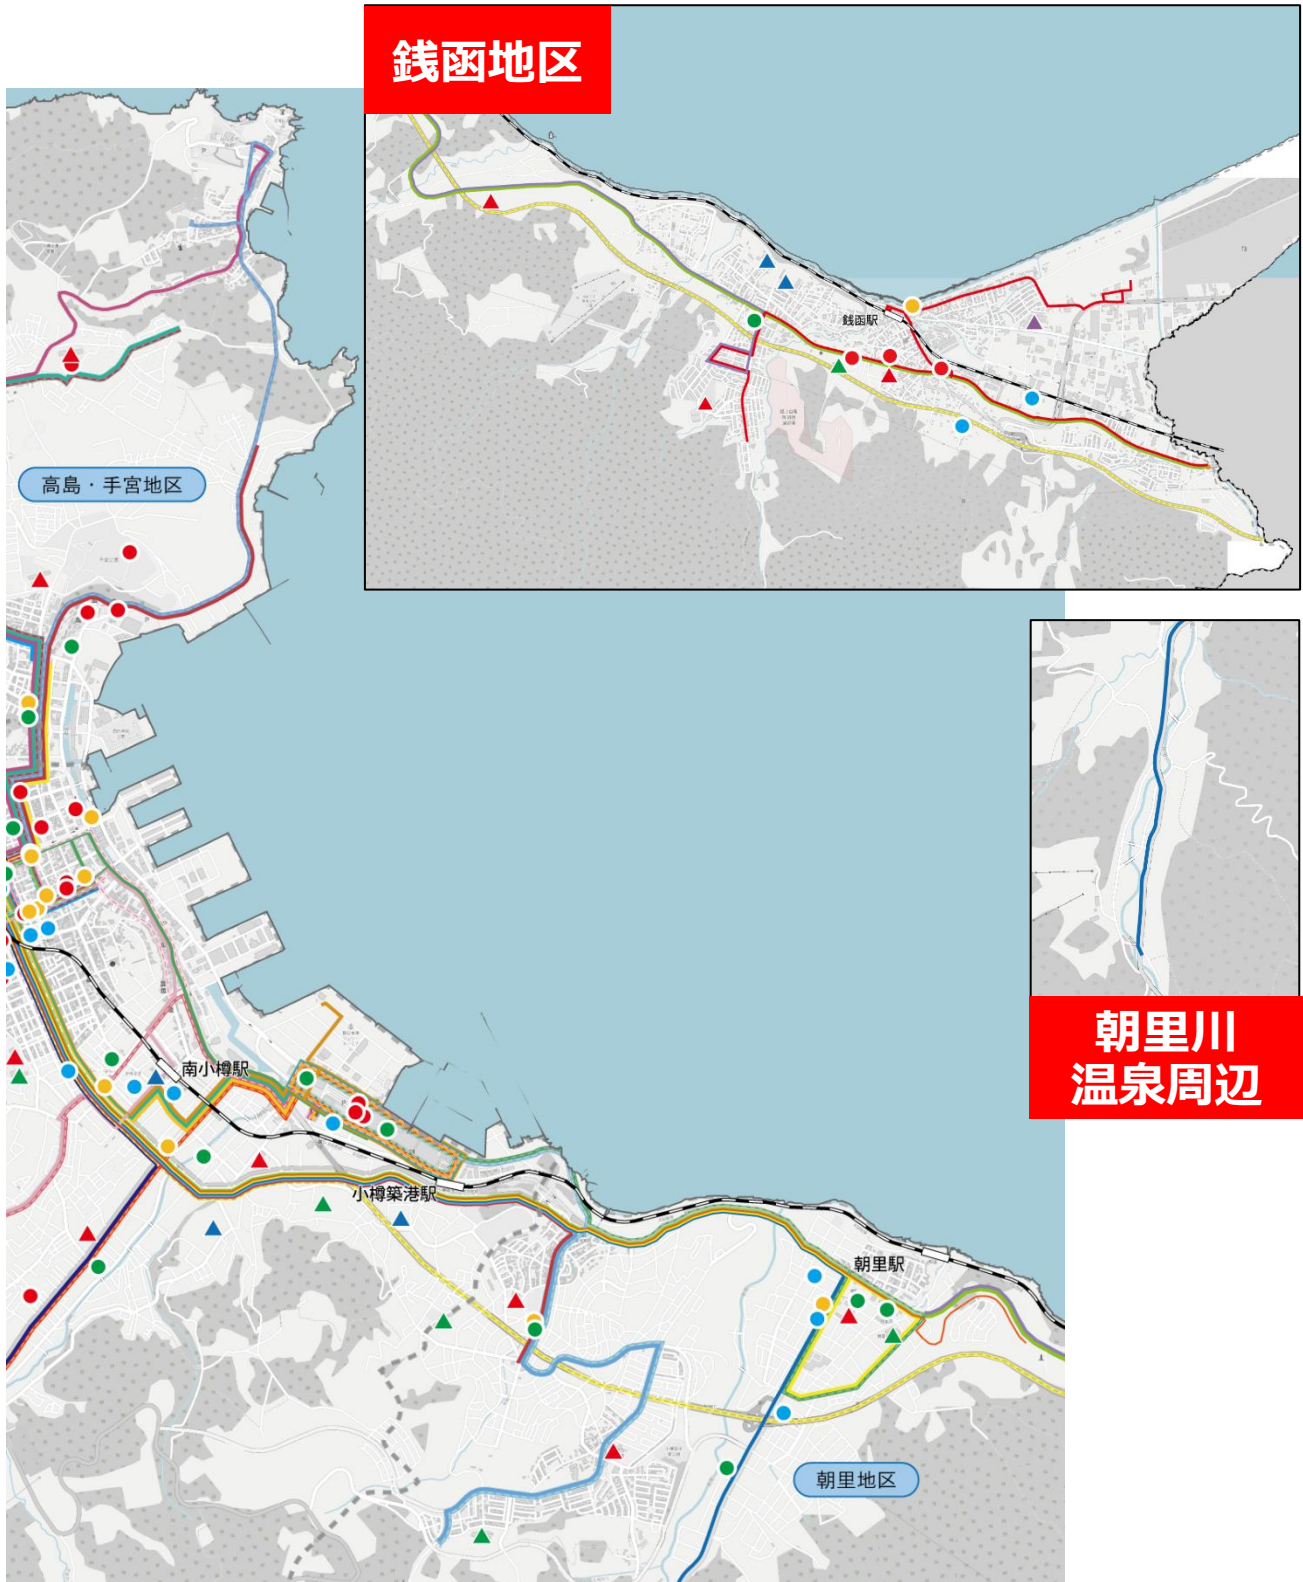 銭函地区
銭函駅
高島・手宮地区
朝里川
温泉周辺
南小樽駅
小樽築港駅
朝里駅
朝里地区